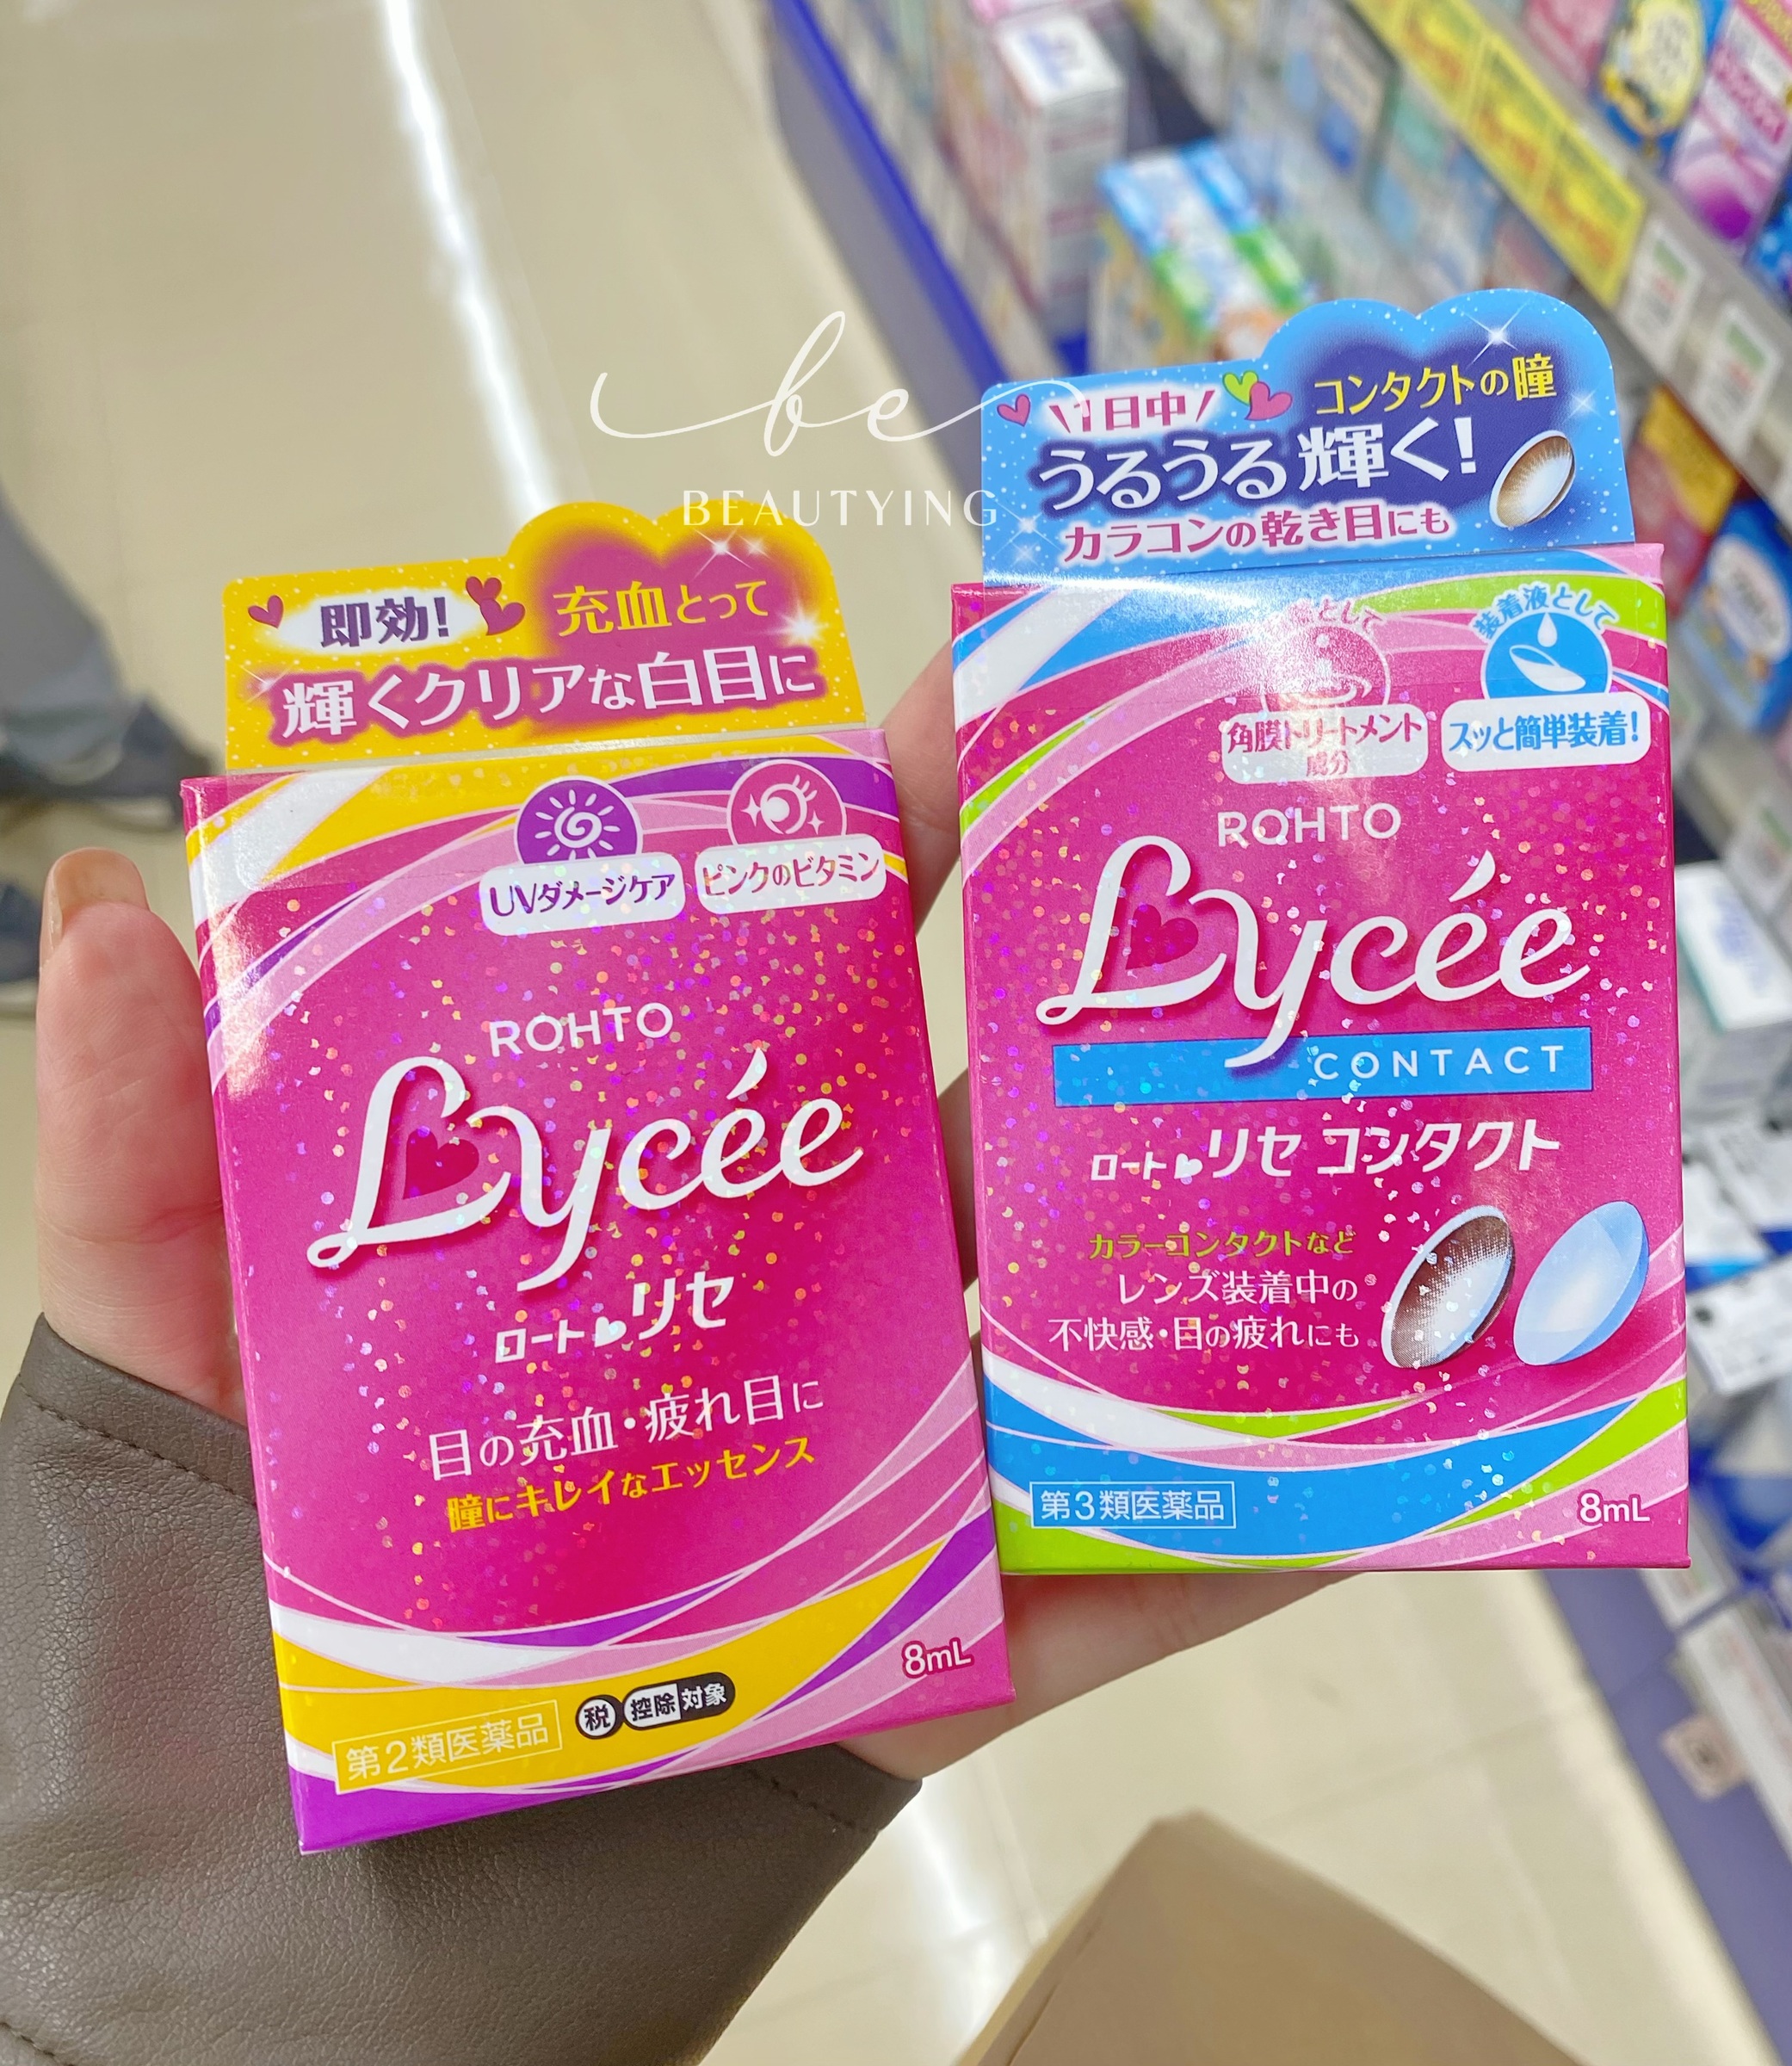 be
BEAUTYING
即効!
充血とって
輝くクリアな白目に
UVダメージケア
ピンクのビタミン
ROHTO
Lycée
ロートリセ
目の充血・疲れ目に
瞳にキレイなエッセンス
第2類医薬品
税 控除 対象
8mL
\1日中/
コンタクトの瞳
うるうる輝く!
カラコンの乾き目にも
として
角膜トリートメント
成分
装着液として
スッと簡単装着!
ROHTO
Lycée
CONTACT
ロートリセ コンタクト
カラーコンタクトなど
レンズ装着中の
不快感・目の疲れにも
第3類医薬品
8mL